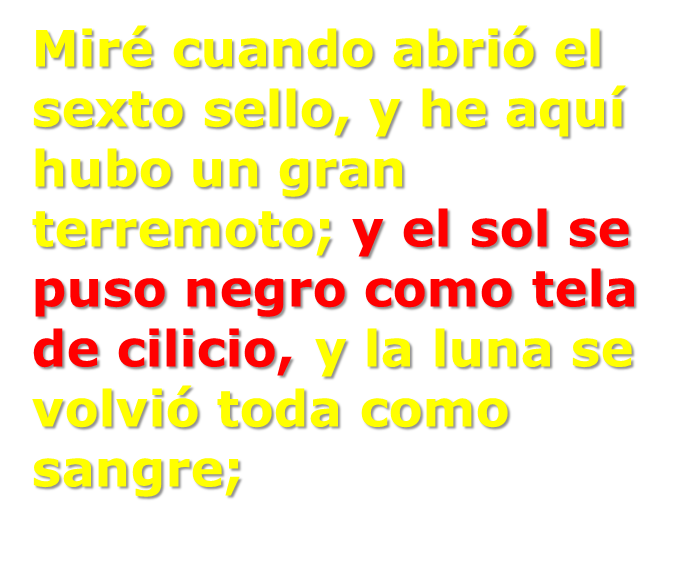 Miré cuando abrió el
sexto sello, y he aquí
hubo un gran
terremoto; y el sol se
puso negro como tela
de cilicio, y la luna se
volvió toda como
sangre;